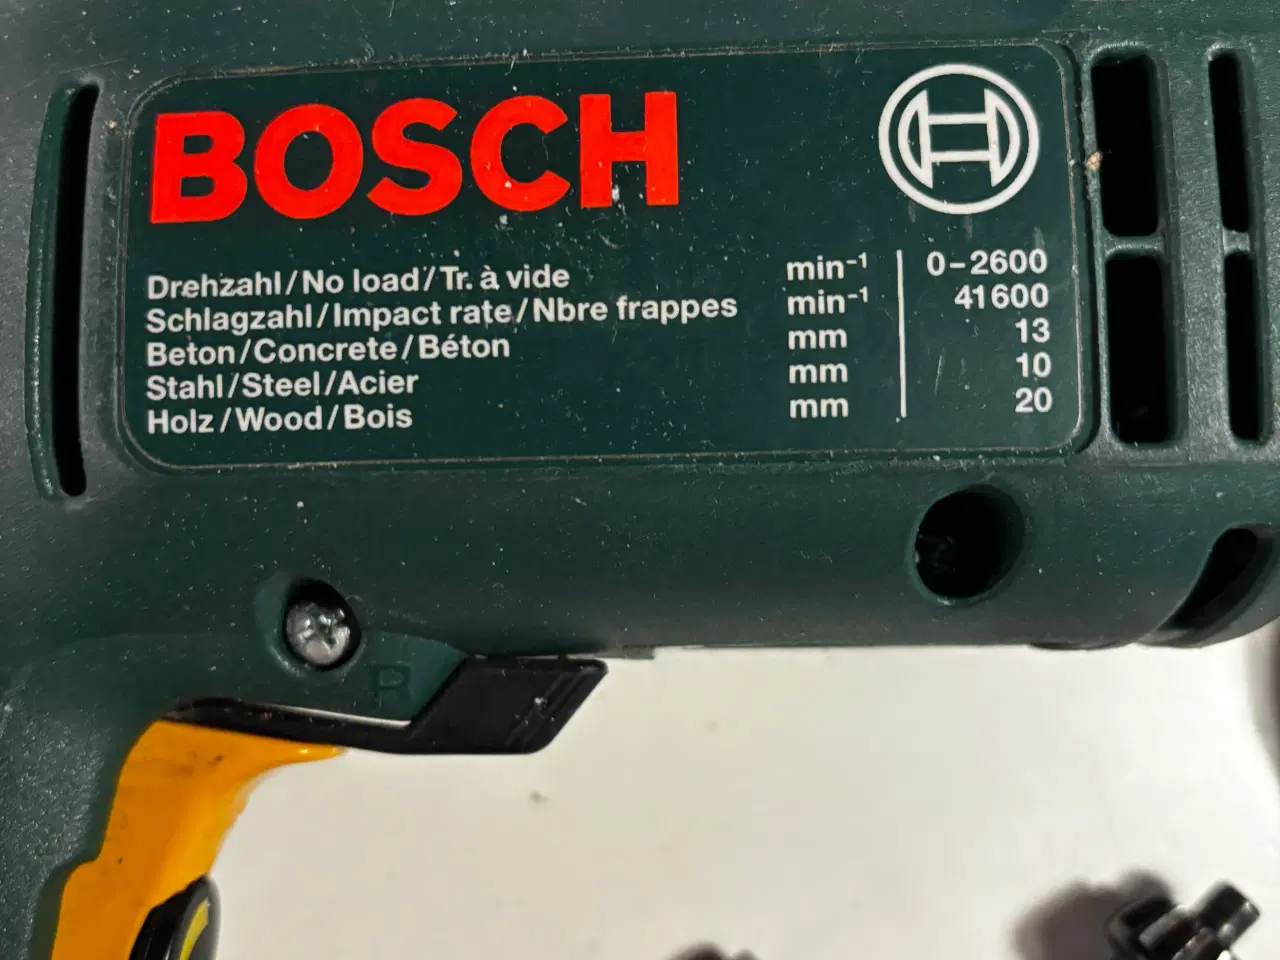 BOSCH
Drehzahl/No load/Tr. à vide min⁻¹ 0-2600
Schlagzahl/Impact rate/Nbre frappes min⁻¹ 41600
Beton/Concrete/Béton mm 13
Stahl/Steel/Acier mm 10
Holz/Wood/Bois mm 20
R